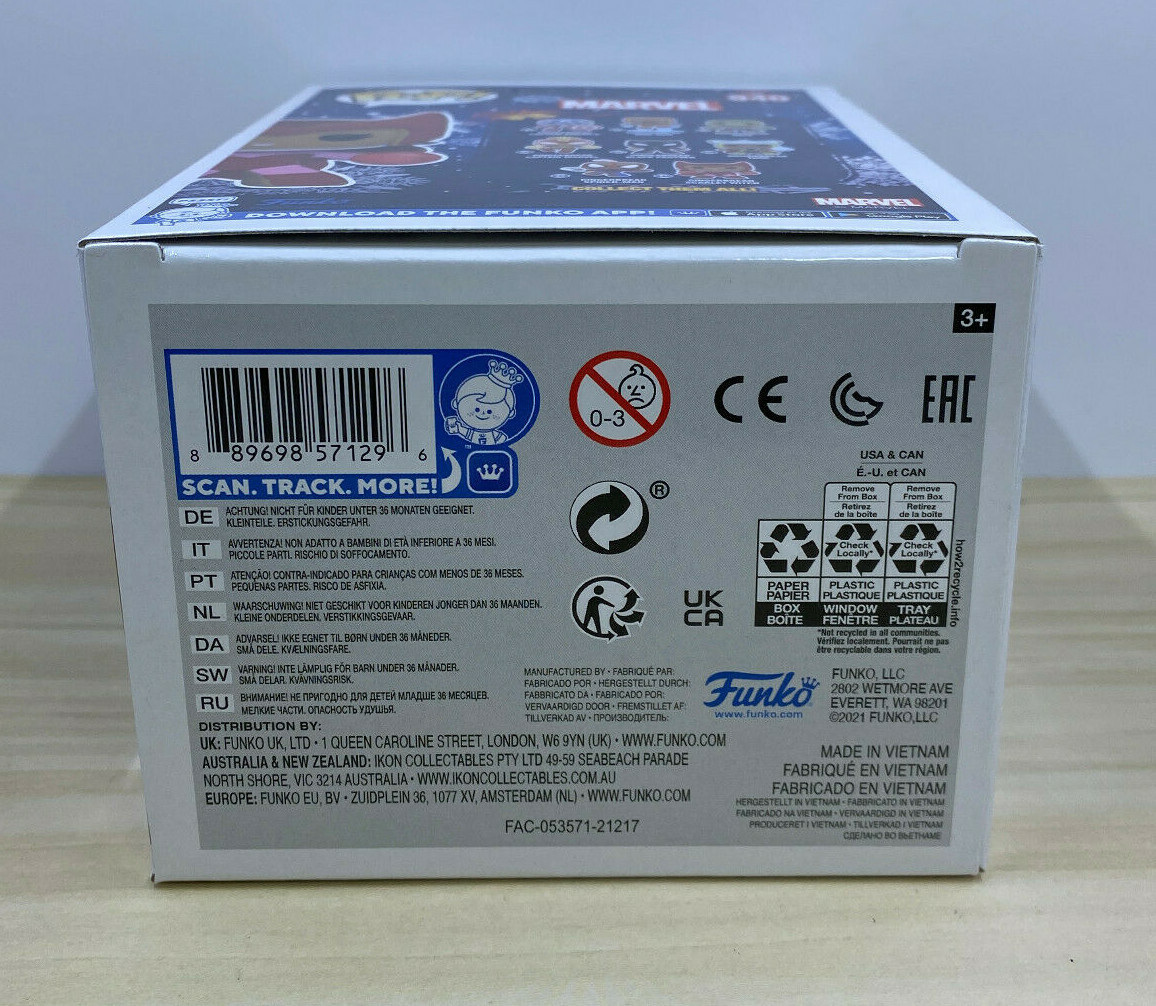 MARVEL
COLLECT THEM ALL!
MARVEL
Funko
DOWNLOAD THE FUNKO APP!
App Store
Google Play
3+
8 89698 57129 6
SCAN. TRACK. MORE!
™
0-3
CE
EAC
®
UK
CA
USA & CAN
É.-U. et CAN
Remove From Box
Retirez de la boîte
Remove From Box
Retirez de la boîte
Check Locally*
Check Locally*
PAPER PLASTIC PLASTIC
PAPIER PLASTIQUE PLASTIQUE
BOX WINDOW TRAY
BOÎTE FENÊTRE PLATEAU
how2recycle.info
*Not recycled in all communities.
Vérifiez localement. Pourrait ne pas
être recyclable dans votre région.
DE ACHTUNG! NICHT FÜR KINDER UNTER 36 MONATEN GEEIGNET.
KLEINTEILE. ERSTICKUNGSGEFAHR.
IT AVVERTENZA! NON ADATTO A BAMBINI DI ETÀ INFERIORE A 36 MESI.
PICCOLE PARTI. RISCHIO DI SOFFOCAMENTO.
PT ATENÇÃO! CONTRA-INDICADO PARA CRIANÇAS COM MENOS DE 36 MESES.
PEQUENAS PARTES. RISCO DE ASFIXIA.
NL WAARSCHUWING! NIET GESCHIKT VOOR KINDEREN JONGER DAN 36 MAANDEN.
KLEINE ONDERDELEN. VERSTIKKINGSGEVAAR.
DA ADVARSEL! IKKE EGNET TIL BØRN UNDER 36 MÅNEDER.
SMÅ DELE. KVÆLNINGSFARE.
SW VARNING! INTE LÄMPLIG FÖR BARN UNDER 36 MÅNADER.
SMÅ DELAR. KVÄVNINGSRISK.
RU ВНИМАНИЕ! НЕ ПРИГОДНО ДЛЯ ДЕТЕЙ МЛАДШЕ 36 МЕСЯЦЕВ.
МЕЛКИЕ ЧАСТИ. ОПАСНОСТЬ УДУШЬЯ.
MANUFACTURED BY • FABRIQUÉ PAR:
FABRICADO POR • HERGESTELLT DURCH:
FABBRICATO DA • FABRICADO POR:
VERVAARDIGD DOOR • FREMSTILLET AF:
TILLVERKAD AV • ПРОИЗВОДИТЕЛЬ:
Funko
www.funko.com
FUNKO, LLC
2802 WETMORE AVE
EVERETT, WA 98201
©2021 FUNKO,LLC
DISTRIBUTION BY:
UK: FUNKO UK, LTD • 1 QUEEN CAROLINE STREET, LONDON, W6 9YN (UK) • WWW.FUNKO.COM
AUSTRALIA & NEW ZEALAND: IKON COLLECTABLES PTY LTD 49-59 SEABEACH PARADE
NORTH SHORE, VIC 3214 AUSTRALIA • WWW.IKONCOLLECTABLES.COM.AU
EUROPE: FUNKO EU, BV • ZUIDPLEIN 36, 1077 XV, AMSTERDAM (NL) • WWW.FUNKO.COM
MADE IN VIETNAM
FABRIQUÉ EN VIETNAM
FABRICADO EN VIETNAM
HERGESTELLT IN VIETNAM • FABBRICATO IN VIETNAM
FABRICADO NA VIETNAM • VERVAARDIGD IN VIETNAM
PRODUCERET I VIETNAM • TILLVERKAD I VIETNAM
СДЕЛАНО ВО ВЬЕТНАМЕ
FAC-053571-21217